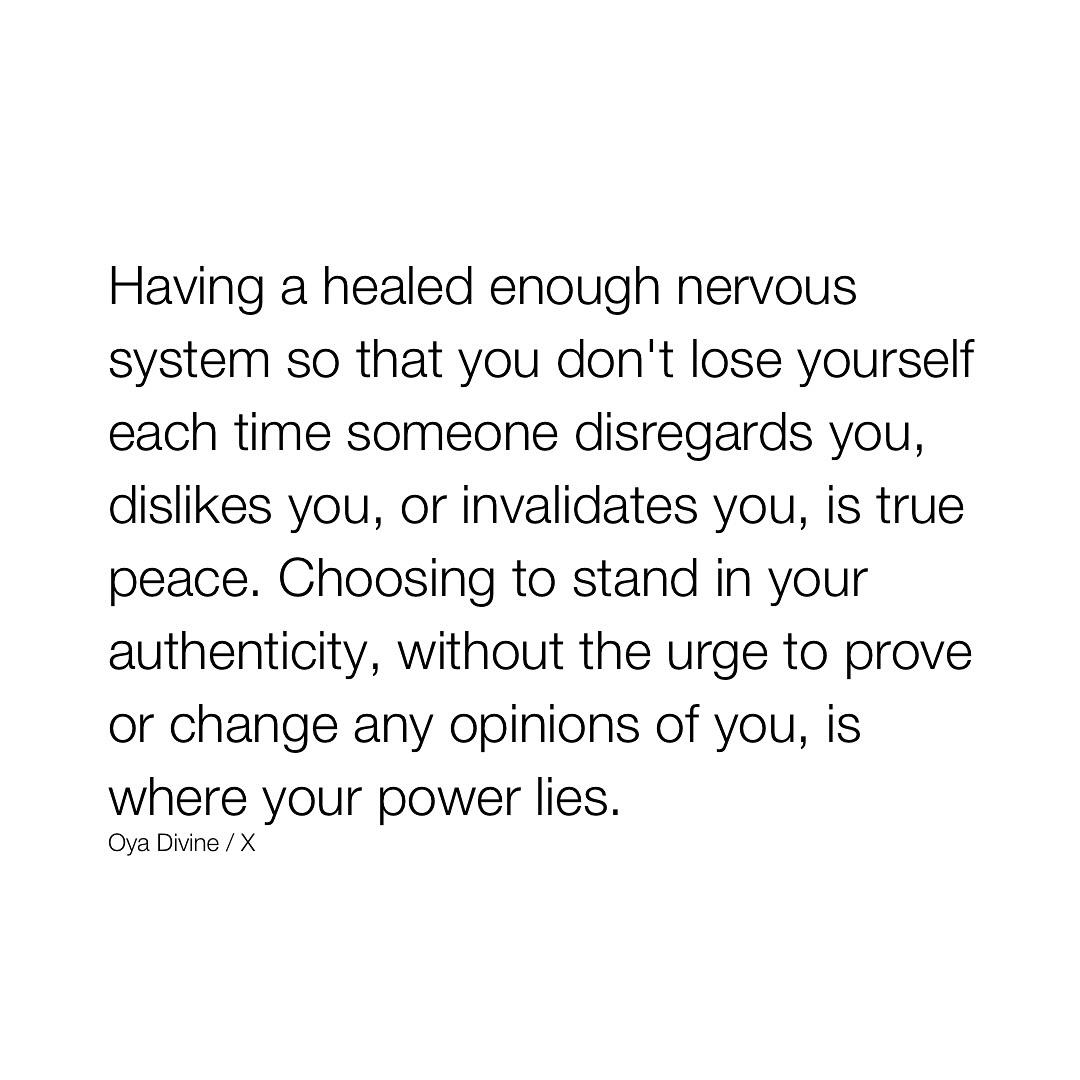 Having a healed enough nervous
system so that you don't lose yourself
each time someone disregards you,
dislikes you, or invalidates you, is true
peace. Choosing to stand in your
authenticity, without the urge to prove
or change any opinions of you, is
where your power lies.
Oya Divine / X